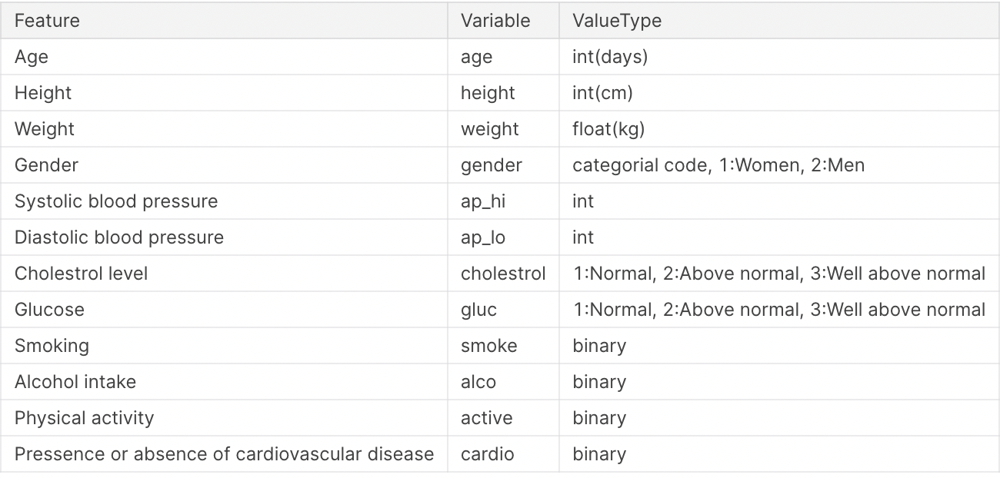 Feature Variable ValueType
Age age int(days)
Height height int(cm)
Weight weight float(kg)
Gender gender categorial code, 1:Women, 2:Men
Systolic blood pressure ap_hi int
Diastolic blood pressure ap_lo int
Cholestrol level cholestrol 1:Normal, 2:Above normal, 3:Well above normal
Glucose gluc 1:Normal, 2:Above normal, 3:Well above normal
Smoking smoke binary
Alcohol intake alco binary
Physical activity active binary
Pressence or absence of cardiovascular disease cardio binary